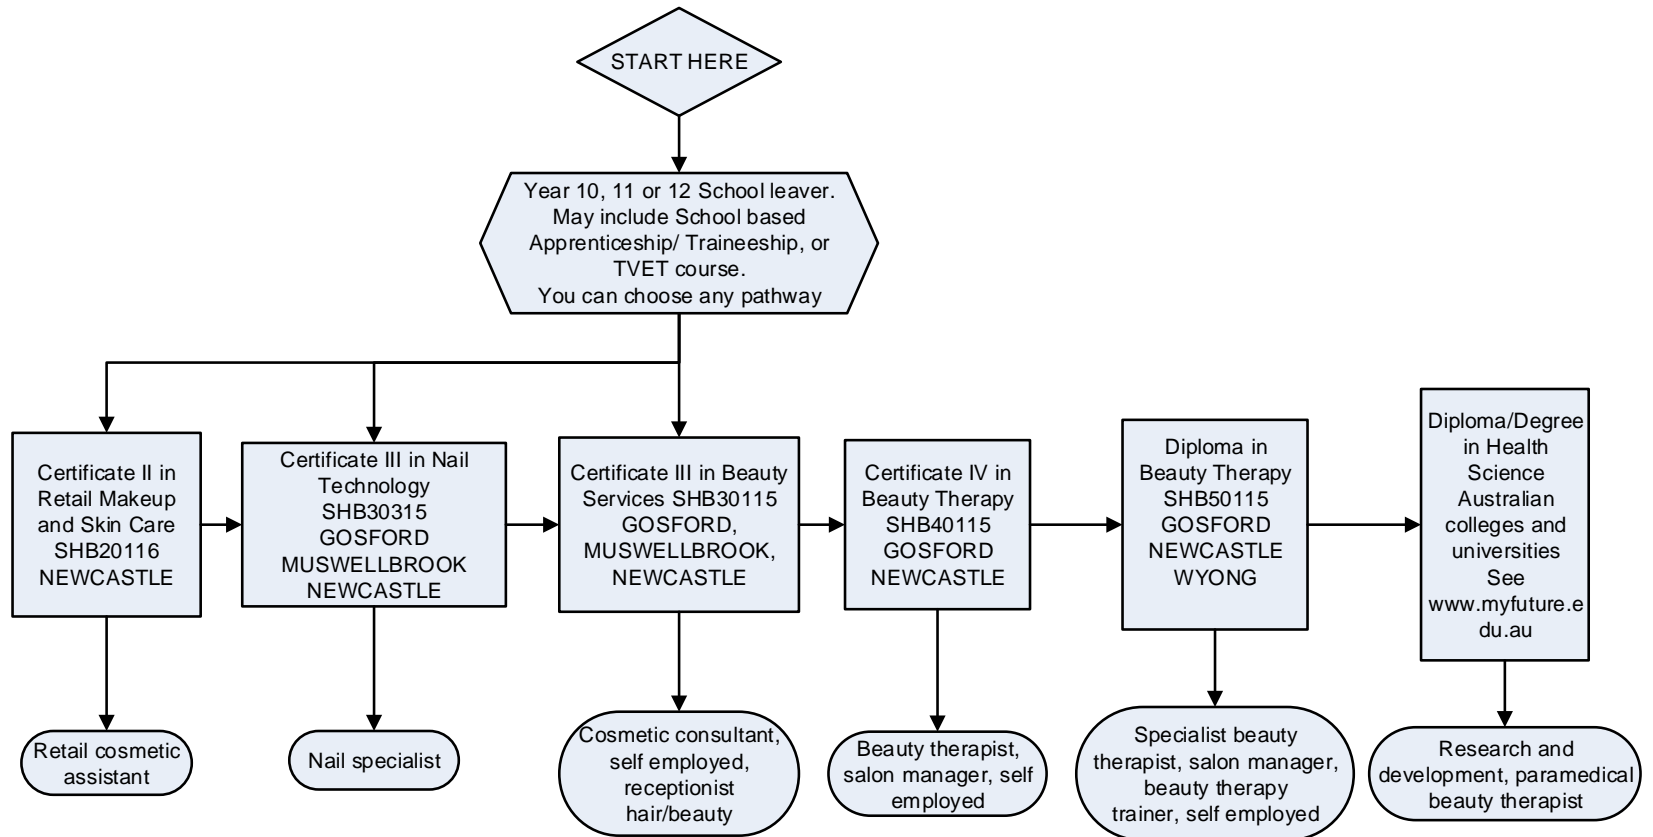 START HERE
Year 10, 11 or 12 School leaver.
May include School based
Apprenticeship/ Traineeship, or
TVET course.
You can choose any pathway
Certificate II in
Retail Makeup
and Skin Care
SHB20116
NEWCASTLE
Certificate III in Nail
Technology
SHB30315
GOSFORD
MUSWELLBROOK
NEWCASTLE
Certificate III in Beauty
Services SHB30115
GOSFORD,
MUSWELLBROOK,
NEWCASTLE
Certificate IV in
Beauty Therapy
SHB40115
GOSFORD
NEWCASTLE
Diploma in
Beauty Therapy
SHB50115
GOSFORD
NEWCASTLE
WYONG
Diploma/Degree
in Health
Science
Australian
colleges and
universities
See
www.myfuture.e
du.au
Retail cosmetic
assistant
Nail specialist
Cosmetic consultant,
self employed,
receptionist
hair/beauty
Beauty therapist,
salon manager, self
employed
Specialist beauty
therapist, salon manager,
beauty therapy
trainer, self employed
Research and
development, paramedical
beauty therapist